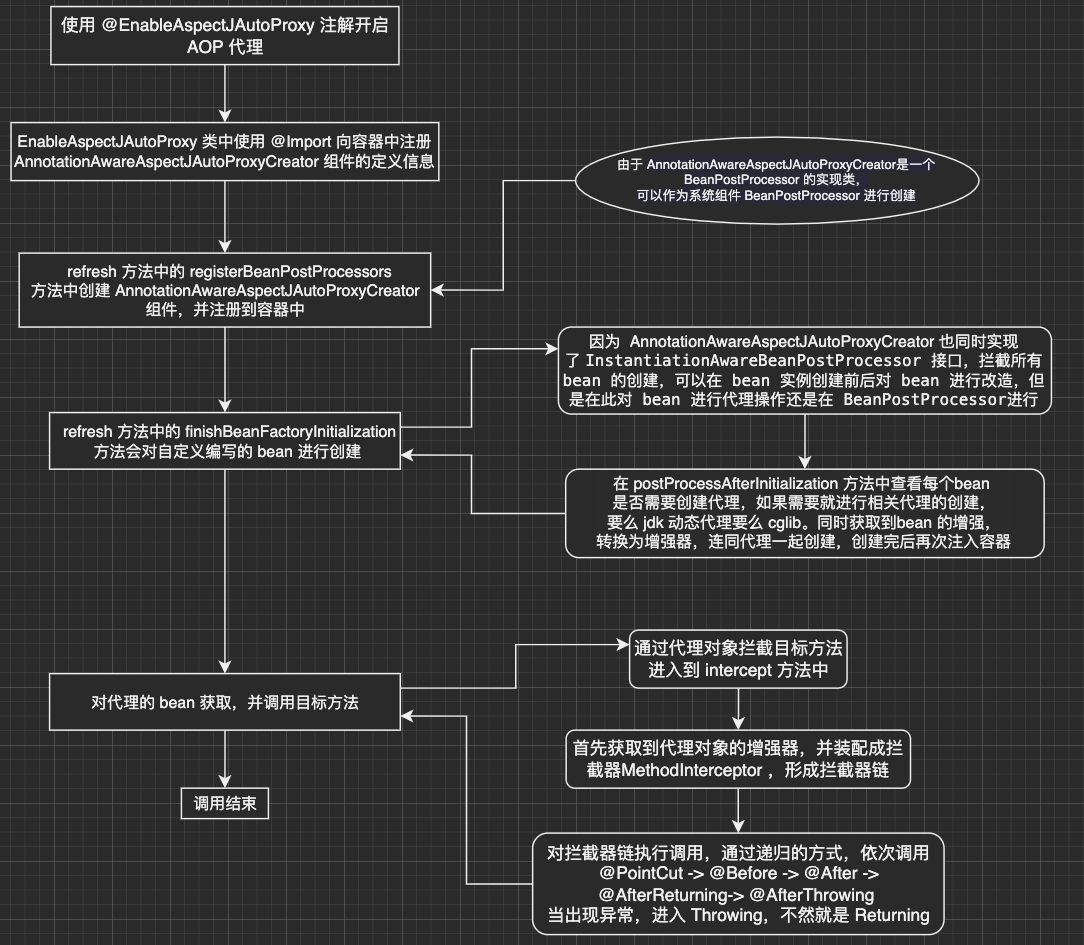 使用 @EnableAspectJAutoProxy 注解开启
AOP 代理
EnableAspectJAutoProxy 类中使用 @Import 向容器中注册
AnnotationAwareAspectJAutoProxyCreator 组件的定义信息
由于 AnnotationAwareAspectJAutoProxyCreator是一个
BeanPostProcessor 的实现类，
可以作为系统组件 BeanPostProcessor 进行创建
refresh 方法中的 registerBeanPostProcessors
方法中创建 AnnotationAwareAspectJAutoProxyCreator
组件，并注册到容器中
因为 AnnotationAwareAspectJAutoProxyCreator 也同时实现
了 InstantiationAwareBeanPostProcessor 接口，拦截所有
bean 的创建，可以在 bean 实例创建前后对 bean 进行改造，但
是在此对 bean 进行代理操作还是在 BeanPostProcessor进行
refresh 方法中的 finishBeanFactoryInitialization
方法会对自定义编写的 bean 进行创建
在 postProcessAfterInitialization 方法中查看每个bean
是否需要创建代理，如果需要就进行相关代理的创建，
要么 jdk 动态代理要么 cglib。同时获取到bean 的增强，
转换为增强器，连同代理一起创建，创建完后再次注入容器
通过代理对象拦截目标方法
进入到 intercept 方法中
对代理的 bean 获取，并调用目标方法
首先获取到代理对象的增强器，并装配成拦
截器MethodInterceptor ，形成拦截器链
调用结束
对拦截器链执行调用，通过递归的方式，依次调用
@PointCut -> @Before -> @After ->
@AfterReturning-> @AfterThrowing
当出现异常，进入 Throwing，不然就是 Returning